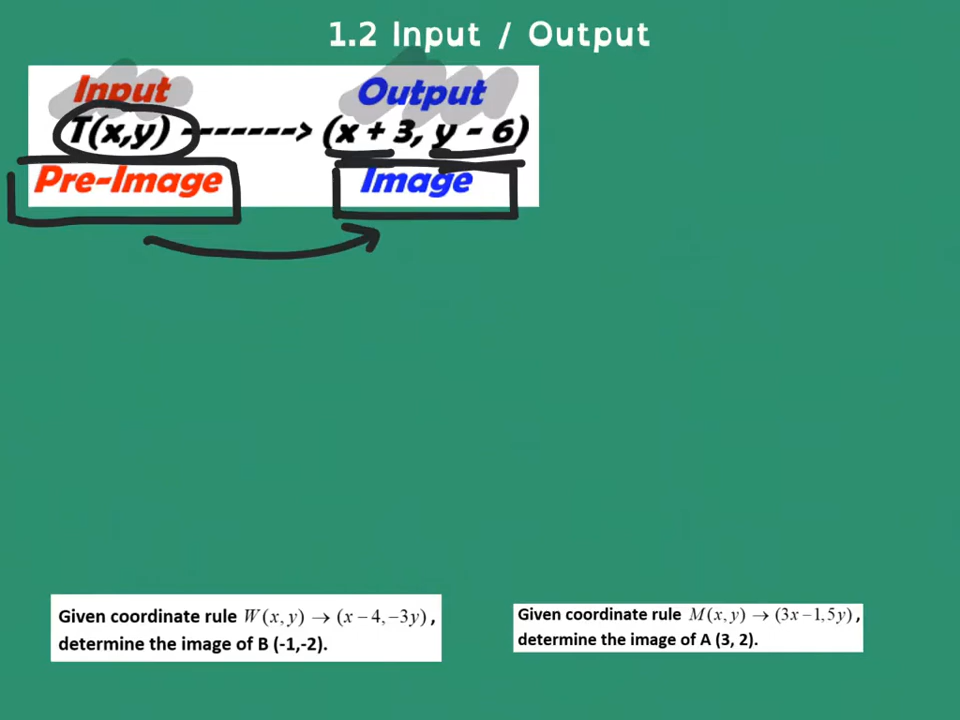 1.2 Input / Output
Input Output
T(x,y) -------> (x + 3, y - 6)
Pre-Image Image
Given coordinate rule W(x, y) → (x − 4, −3y) ,
determine the image of B (-1,-2).
Given coordinate rule M(x, y) → (3x − 1, 5y) ,
determine the image of A (3, 2).